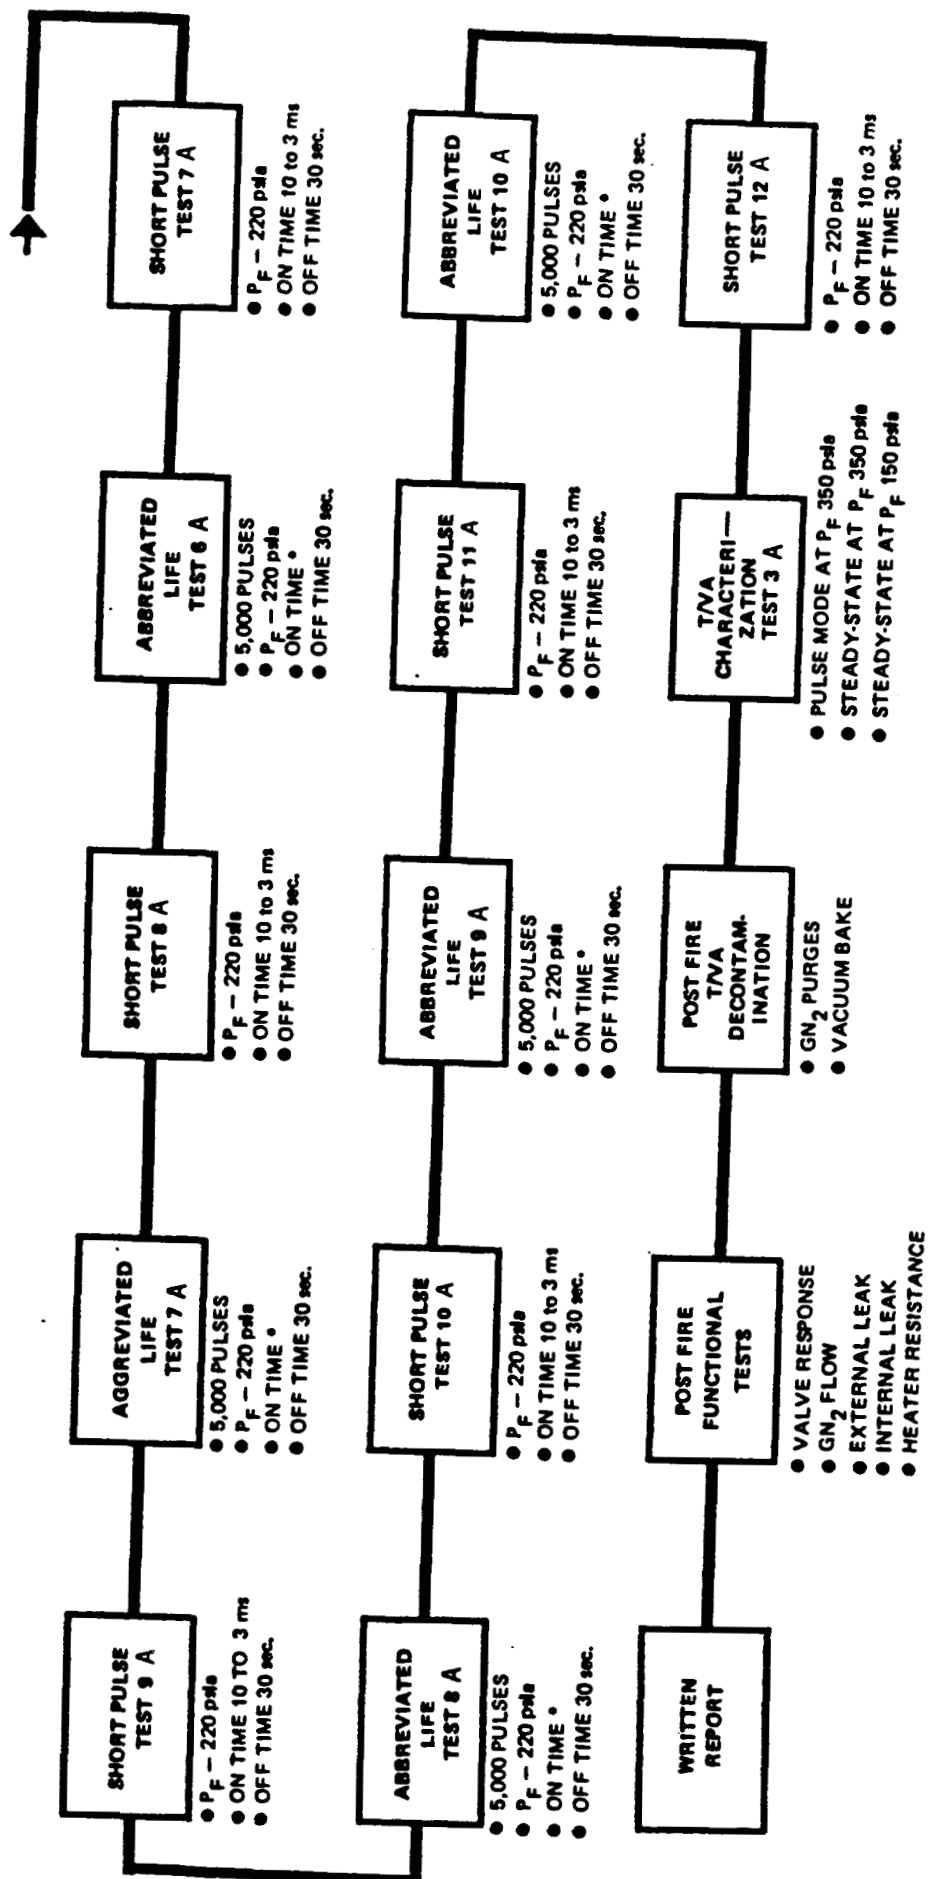 SHORT PULSE
TEST 9 A
● P_F – 220 psia
● ON TIME 10 TO 3 ms
● OFF TIME 30 sec.
AGGREVIATED
LIFE
TEST 7 A
● 5,000 PULSES
● P_F – 220 psia
● ON TIME *
● OFF TIME 30 sec.
SHORT PULSE
TEST 8 A
● P_F – 220 psia
● ON TIME 10 to 3 ms
● OFF TIME 30 sec.
ABBREVIATED
LIFE
TEST 6 A
● 5,000 PULSES
● P_F – 220 psia
● ON TIME *
● OFF TIME 30 sec.
SHORT PULSE
TEST 7 A
● P_F – 220 psia
● ON TIME 10 to 3 ms
● OFF TIME 30 sec.
ABBREVIATED
LIFE
TEST 8 A
● 5,000 PULSES
● P_F – 220 psia
● ON TIME *
● OFF TIME 30 sec.
SHORT PULSE
TEST 10 A
● P_F – 220 psia
● ON TIME 10 to 3 ms
● OFF TIME 30 sec.
ABBREVIATED
LIFE
TEST 9 A
● 5,000 PULSES
● P_F – 220 psia
● ON TIME *
● OFF TIME 30 sec.
SHORT PULSE
TEST 11 A
● P_F – 220 psia
● ON TIME 10 to 3 ms
● OFF TIME 30 sec.
ABBREVIATED
LIFE
TEST 10 A
● 5,000 PULSES
● P_F – 220 psia
● ON TIME *
● OFF TIME 30 sec.
WRITTEN
REPORT
POST FIRE
FUNCTIONAL
TESTS
● VALVE RESPONSE
● GN₂ FLOW
● EXTERNAL LEAK
● INTERNAL LEAK
● HEATER RESISTANCE
POST FIRE
T/VA
DECONTAM-
INATION
● GN₂ PURGES
● VACUUM BAKE
T/VA
CHARACTERI—
ZATION
TEST 3 A
● PULSE MODE AT P_F 350 psia
● STEADY-STATE AT P_F 350 psia
● STEADY-STATE AT P_F 150 psia
SHORT PULSE
TEST 12 A
● P_F – 220 psia
● ON TIME 10 to 3 ms
● OFF TIME 30 sec.